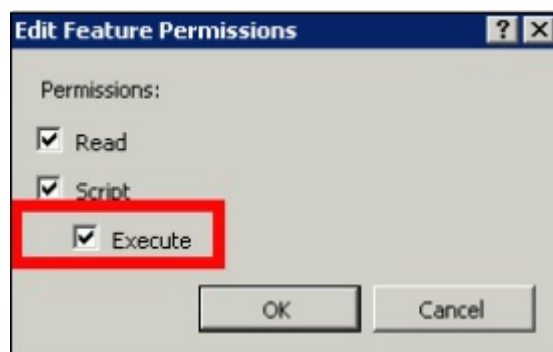 Edit Feature Permissions ? X
Permissions:
Read
Script
Execute
OK Cancel